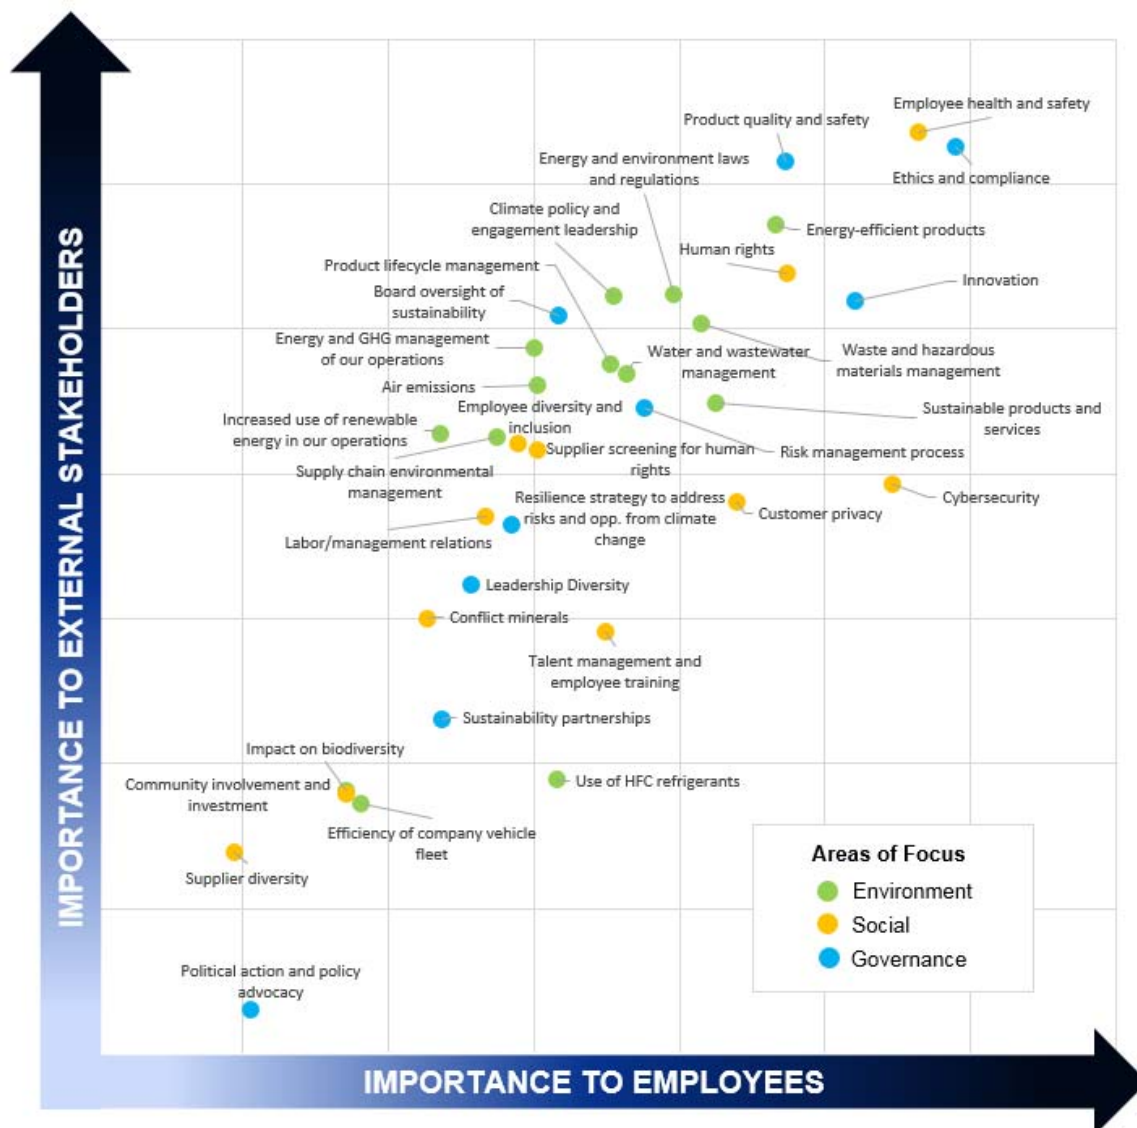 IMPORTANCE TO EXTERNAL STAKEHOLDERS
Employee health and safety
Product quality and safety
Energy and environment laws
and regulations
Ethics and compliance
Climate policy and
engagement leadership
Energy-efficient products
Human rights
Product lifecycle management
Innovation
Board oversight of
sustainability
Energy and GHG management
of our operations
Water and wastewater
management
Waste and hazardous
materials management
Air emissions
Employee diversity and
inclusion
Sustainable products and
services
Increased use of renewable
energy in our operations
Supplier screening for human
rights
Risk management process
Supply chain environmental
management
Resilience strategy to address
risks and opp. from climate
change
Cybersecurity
Customer privacy
Labor/management relations
Leadership Diversity
Conflict minerals
Talent management and
employee training
Sustainability partnerships
Impact on biodiversity
Community involvement and
investment
Use of HFC refrigerants
Efficiency of company vehicle
fleet
Supplier diversity
Areas of Focus
Environment
Social
Governance
Political action and policy
advocacy
IMPORTANCE TO EMPLOYEES